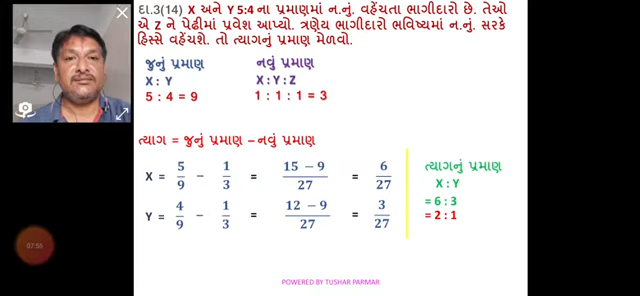 દા.3(14) X અને Y 5:4 ના પ્રમાણમાં ન.નું. વહેંચતા ભાગીદારો છે. તેઓ
એ Z ને પેઢીમાં પ્રવેશ આપ્યો. ત્રણેય ભાગીદારો ભવિષ્યમાં ન.નું. સરકે
હિસ્સે વહેંચશે. તો ત્યાગનું પ્રમાણ મેળવો.
જુનું પ્રમાણ નવું પ્રમાણ
X : Y X : Y : Z
5 : 4 = 9 1 : 1 : 1 = 3
ત્યાગ = જુનું પ્રમાણ – નવું પ્રમાણ
X = 5/9 - 1/3 = 15 − 9/27 = 6/27
Y = 4/9 - 1/3 = 12 − 9/27 = 3/27
ત્યાગનું પ્રમાણ
X : Y
= 6 : 3
= 2 : 1
07:55
POWERED BY TUSHAR PARMAR